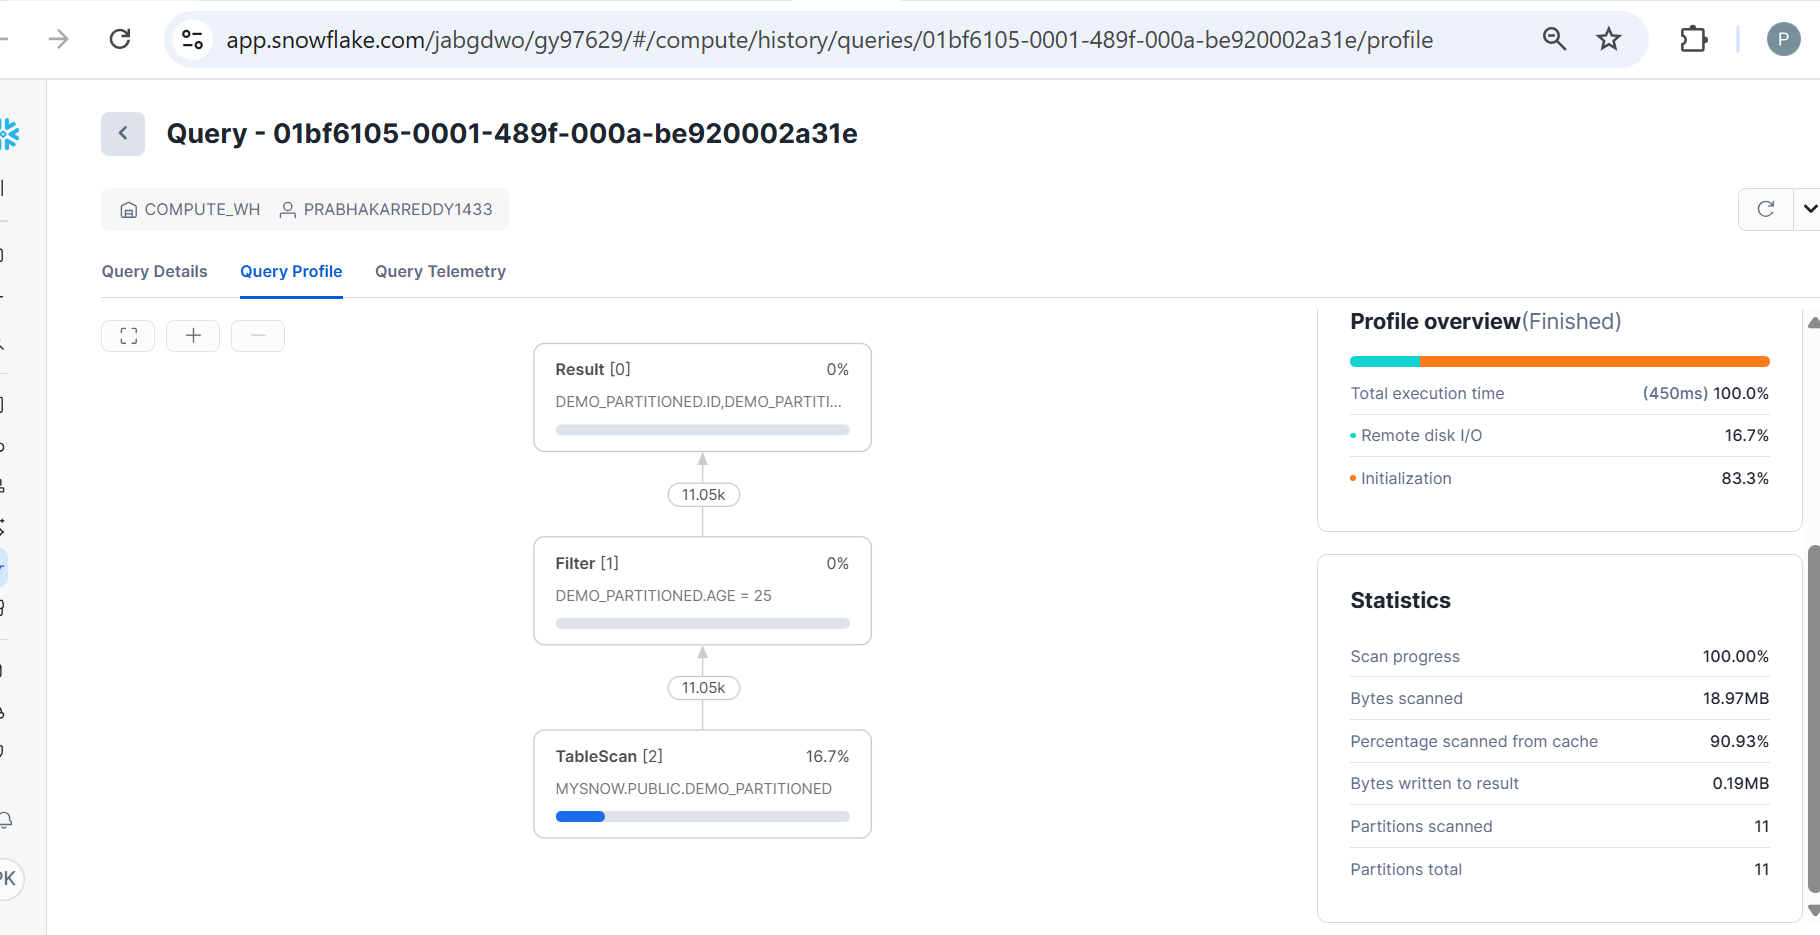 app.snowflake.com/jabgdwo/gy97629/#/compute/history/queries/01bf6105-0001-489f-000a-be920002a31e/profile
P
Query - 01bf6105-0001-489f-000a-be920002a31e
COMPUTE_WH PRABHAKARREDDY1433
Query Details Query Profile Query Telemetry
Result [0] 0%
DEMO_PARTITIONED.ID,DEMO_PARTITI...
11.05k
Filter [1] 0%
DEMO_PARTITIONED.AGE = 25
11.05k
TableScan [2] 16.7%
MYSNOW.PUBLIC.DEMO_PARTITIONED
Profile overview(Finished)
Total execution time (450ms) 100.0%
Remote disk I/O 16.7%
Initialization 83.3%
Statistics
Scan progress 100.00%
Bytes scanned 18.97MB
Percentage scanned from cache 90.93%
Bytes written to result 0.19MB
Partitions scanned 11
Partitions total 11
PK